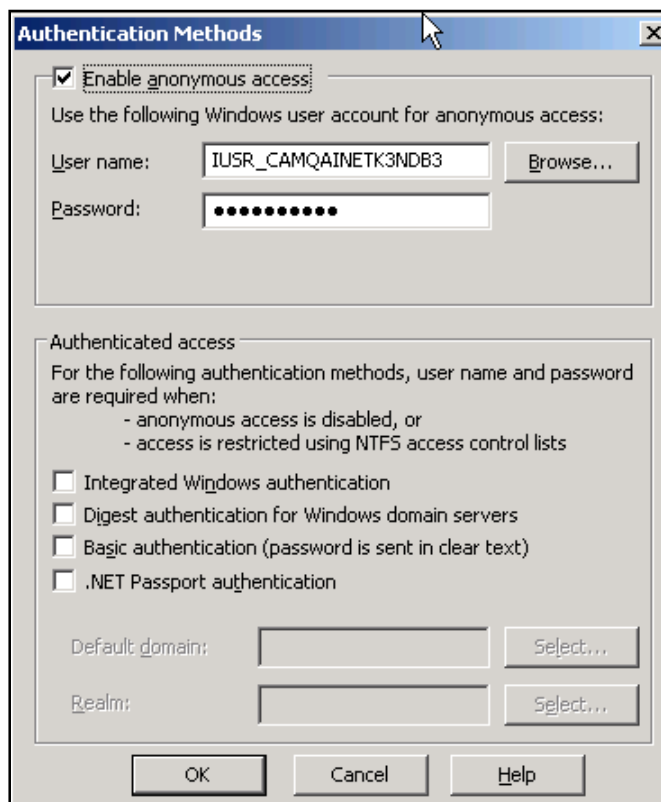 Authentication Methods
Enable anonymous access
Use the following Windows user account for anonymous access:
User name: IUSR_CAMQAINETK3NDB3 Browse...
Password: ●●●●●●●●●●
Authenticated access
For the following authentication methods, user name and password
are required when:
- anonymous access is disabled, or
- access is restricted using NTFS access control lists
Integrated Windows authentication
Digest authentication for Windows domain servers
Basic authentication (password is sent in clear text)
.NET Passport authentication
Default domain: Select...
Realm: Select...
OK Cancel Help